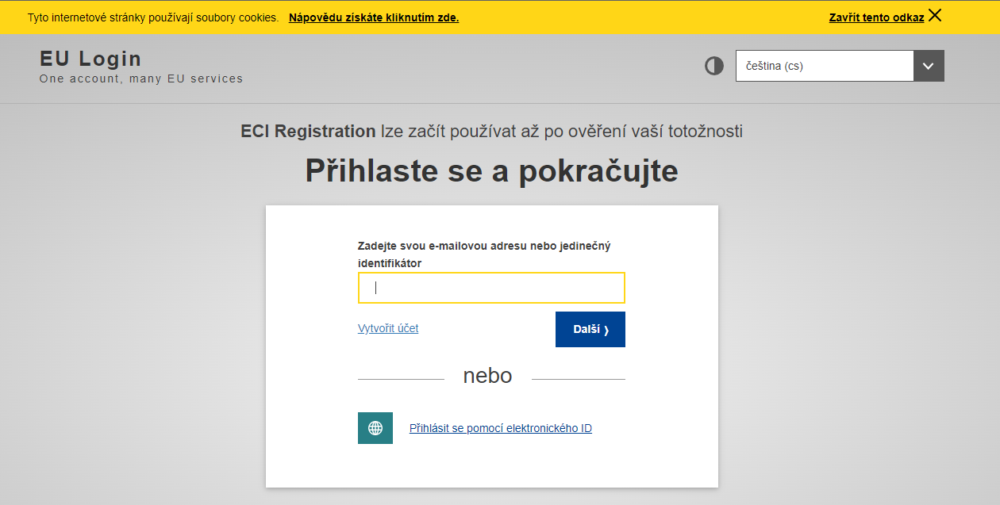 Tyto internetové stránky používají soubory cookies. Nápovědu získáte kliknutím zde. Zavřít tento odkaz
EU Login
One account, many EU services
čeština (cs)
ECI Registration lze začít používat až po ověření vaší totožnosti
Přihlaste se a pokračujte
Zadejte svou e-mailovou adresu nebo jedinečný
identifikátor
Vytvořit účet
Další ❯
nebo
Přihlásit se pomocí elektronického ID